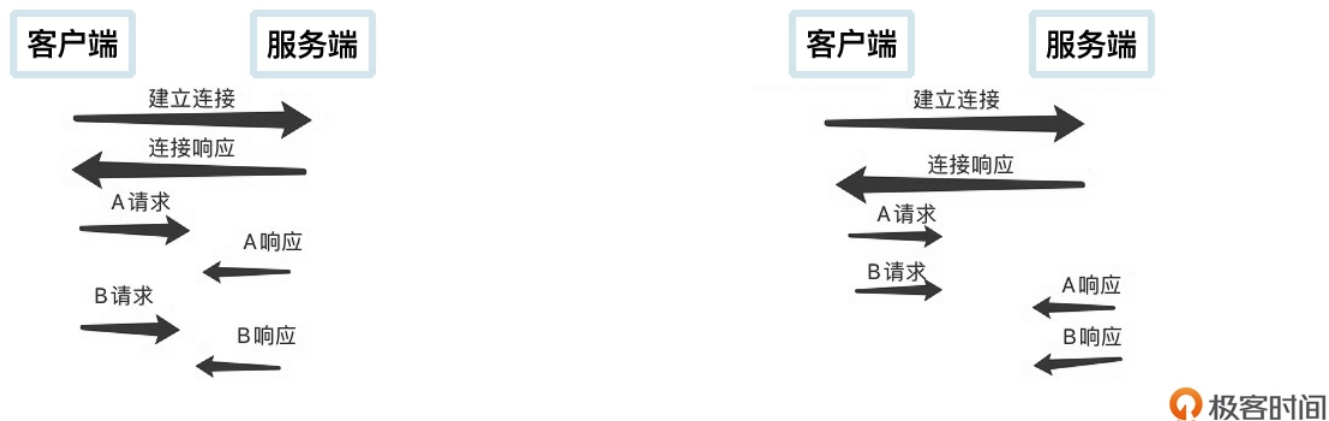 客户端
服务端
建立连接
连接响应
A请求
A响应
B请求
B响应
客户端
服务端
建立连接
连接响应
A请求
B请求
A响应
B响应
极客时间